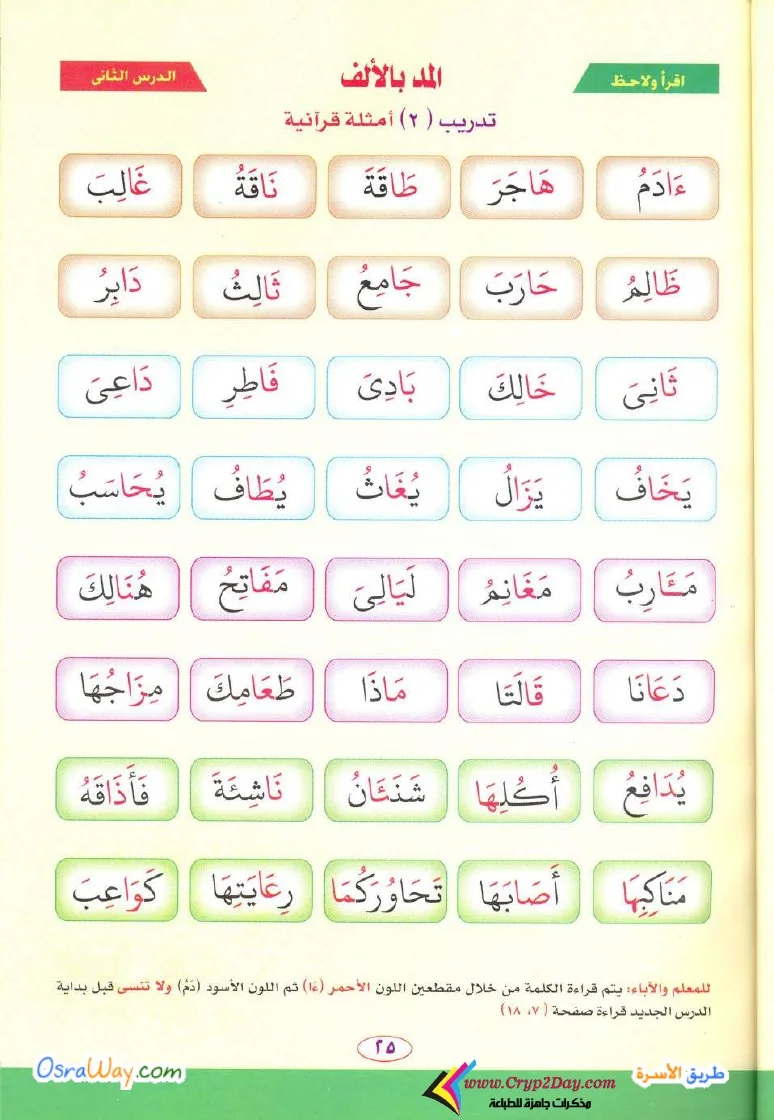 اقرأ ولاحظ المد بالألف الدرس الثانى
تدريب (٢) أمثلة قرآنية
ءَادَمُ هَاجَرَ طَاقَةَ نَاقَةُ غَالِبَ
ظَالِمُ حَارَبَ جَامِعُ ثَالِثُ دَابِرُ
ثَانِىَ خَالِكَ بَادِىَ فَاطِرِ دَاعِىَ
يَخَافُ يَزَالُ يُغَاثُ يُطَافُ يُحَاسَبُ
مَـَٔارِبُ مَغَانِمُ لَيَالِىَ مَفَاتِحُ هُنَالِكَ
دَعَانَا قَالَتَا مَاذَا طَعَامِكَ مِزَاجُهَا
يُدَافِعُ أُكُلِهَا شَنَـَٔانُ نَاشِئَةَ فَأَذَاقَهُ
مَنَاكِبِهَا أَصَابَهَا تَحَاوُرَكُمَا رِعَايَتِهَا كَوَاعِبَ
للمعلم والأباء: يتم قراءة الكلمة من خلال مقطعين اللون الأحمر (ءَا) ثم اللون الأسود (دَمُ) ولا تنسى قبل بداية
الدرس الجديد قراءة صفحة (٧، ١٨)
٢٥
OsraWay.com www.Cryp2Day.com طريق الأسرة
مذكرات جاهزة للطباعة